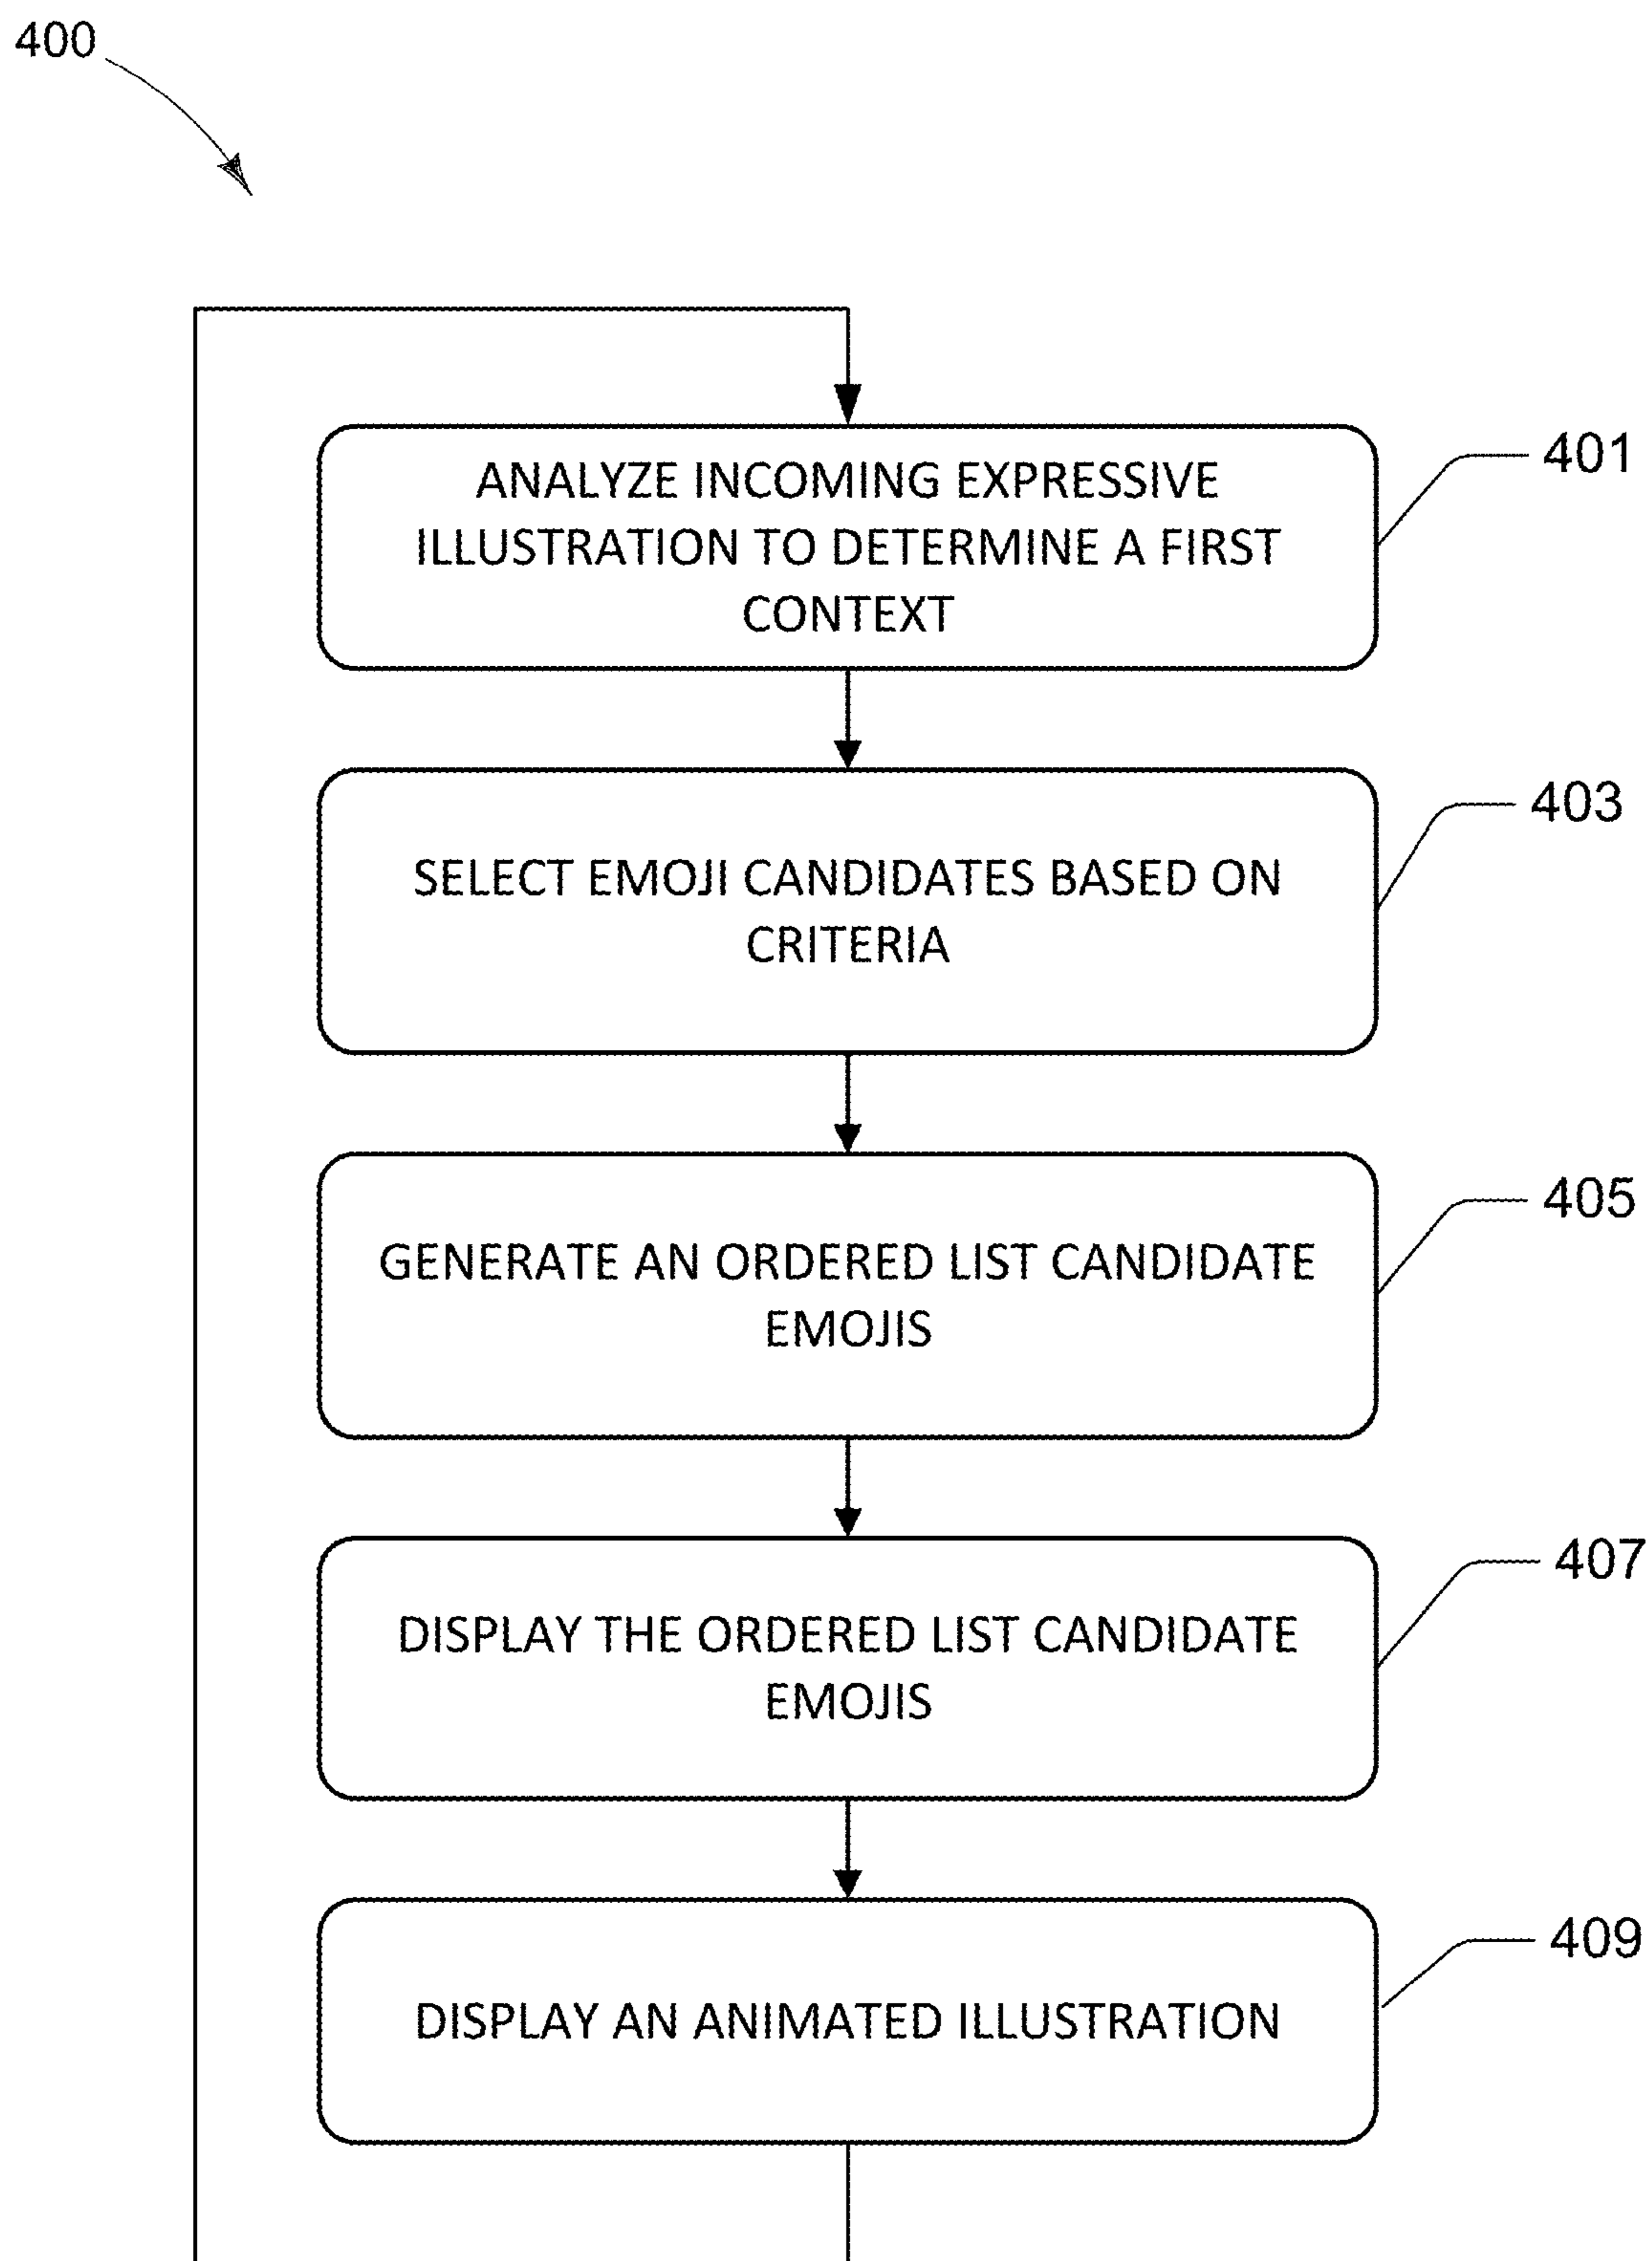 400
ANALYZE INCOMING EXPRESSIVE
ILLUSTRATION TO DETERMINE A FIRST
CONTEXT
401
SELECT EMOJI CANDIDATES BASED ON
CRITERIA
403
GENERATE AN ORDERED LIST CANDIDATE
EMOJIS
405
DISPLAY THE ORDERED LIST CANDIDATE
EMOJIS
407
DISPLAY AN ANIMATED ILLUSTRATION
409